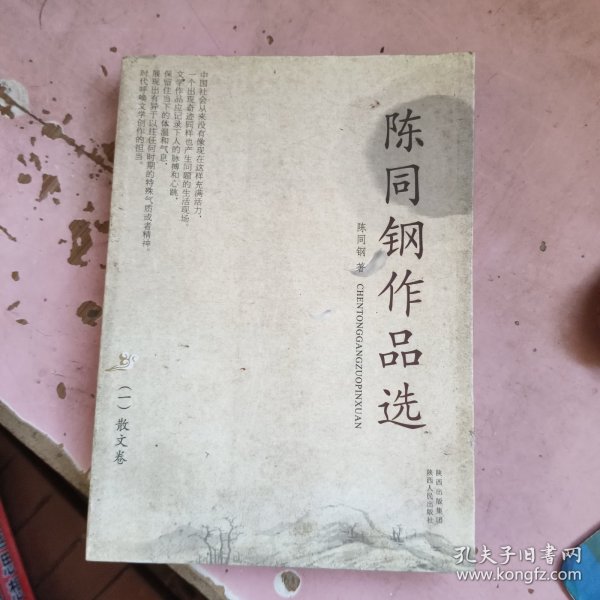 陈同钢作品选
陈同钢 著
CHENTONGGANGZUOPINXUAN
中国社会从来没有像现在这样充满活力，
一个出现奇迹同样也产生问题的生活现场。
文学作品应记录下人的脉搏和心跳，
保留住当下的体温和气息，
展现出有异于以往任何时期的特殊气质或者精神。
时代呼唤文学创作的担当。
（一）散文卷
陕西出版集团
陕西人民出版社
孔夫子旧书网
www.kongfz.com